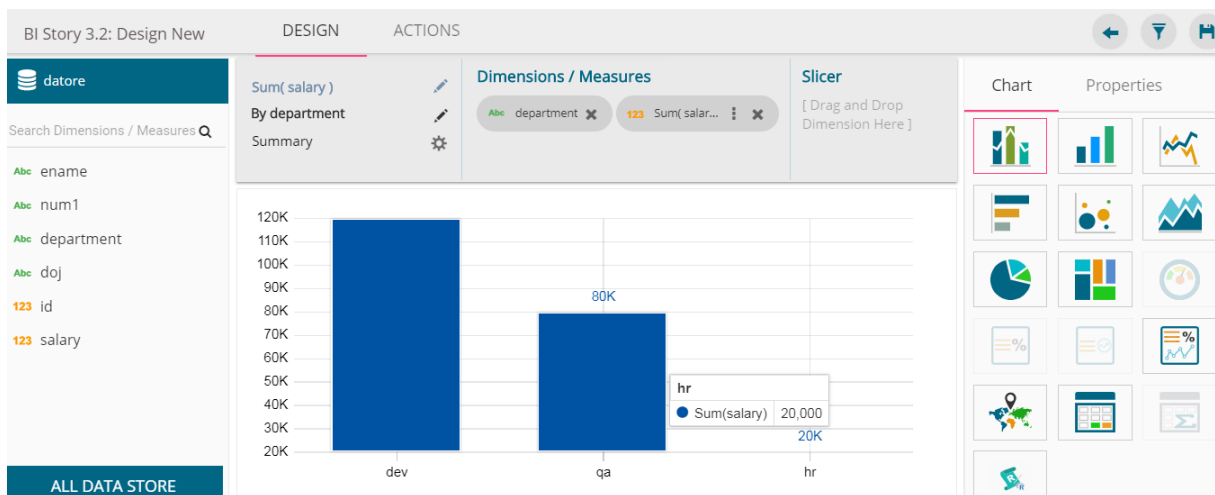 BI Story 3.2: Design New
DESIGN
ACTIONS
datore
Search Dimensions / Measures
Abc ename
Abc num1
Abc department
Abc doj
123 id
123 salary
ALL DATA STORE
Sum( salary )
By department
Summary
Dimensions / Measures
Abc department
123 Sum( salar...
Slicer
[ Drag and Drop
Dimension Here ]
120K
110K
100K
90K
80K
70K
60K
50K
40K
30K
20K
80K
hr
Sum(salary) 20,000
20K
dev
qa
hr
Chart
Properties
%
%
%
Σ
R